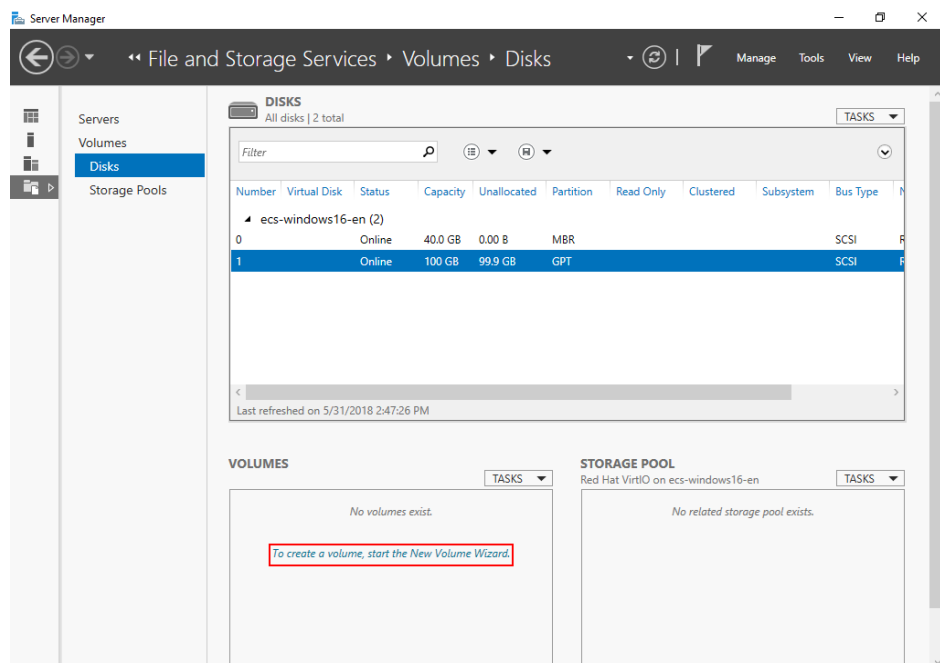 Server Manager
File and Storage Services Volumes Disks
Manage Tools View Help
Servers
Volumes
Disks
Storage Pools
DISKS
All disks | 2 total
TASKS
Filter
Number Virtual Disk Status Capacity Unallocated Partition Read Only Clustered Subsystem Bus Type N
ecs-windows16-en (2)
0 Online 40.0 GB 0.00 B MBR SCSI R
1 Online 100 GB 99.9 GB GPT SCSI R
Last refreshed on 5/31/2018 2:47:26 PM
VOLUMES
TASKS
No volumes exist.
To create a volume, start the New Volume Wizard.
STORAGE POOL
Red Hat VirtIO on ecs-windows16-en
TASKS
No related storage pool exists.